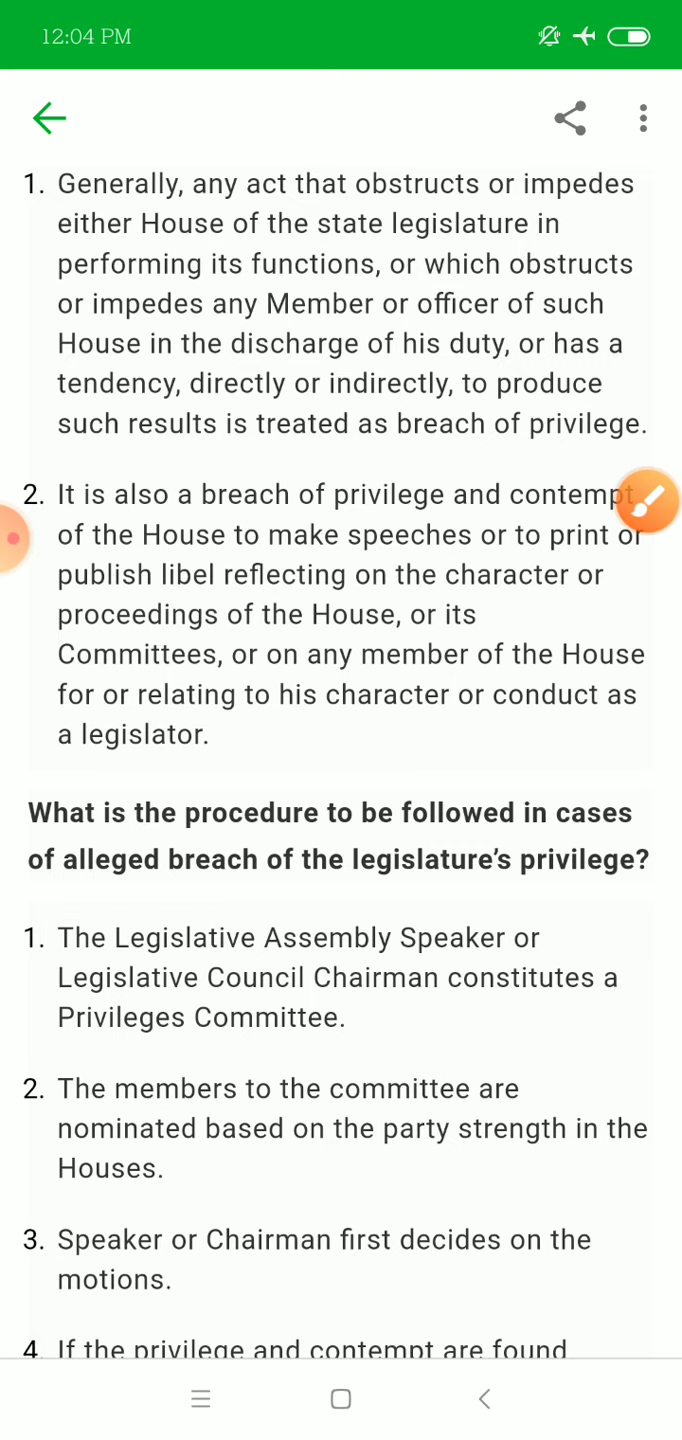 12:04 PM
1. Generally, any act that obstructs or impedes
either House of the state legislature in
performing its functions, or which obstructs
or impedes any Member or officer of such
House in the discharge of his duty, or has a
tendency, directly or indirectly, to produce
such results is treated as breach of privilege.
2. It is also a breach of privilege and contempt
of the House to make speeches or to print or
publish libel reflecting on the character or
proceedings of the House, or its
Committees, or on any member of the House
for or relating to his character or conduct as
a legislator.
What is the procedure to be followed in cases
of alleged breach of the legislature’s privilege?
1. The Legislative Assembly Speaker or
Legislative Council Chairman constitutes a
Privileges Committee.
2. The members to the committee are
nominated based on the party strength in the
Houses.
3. Speaker or Chairman first decides on the
motions.
4. If the privilege and contempt are found